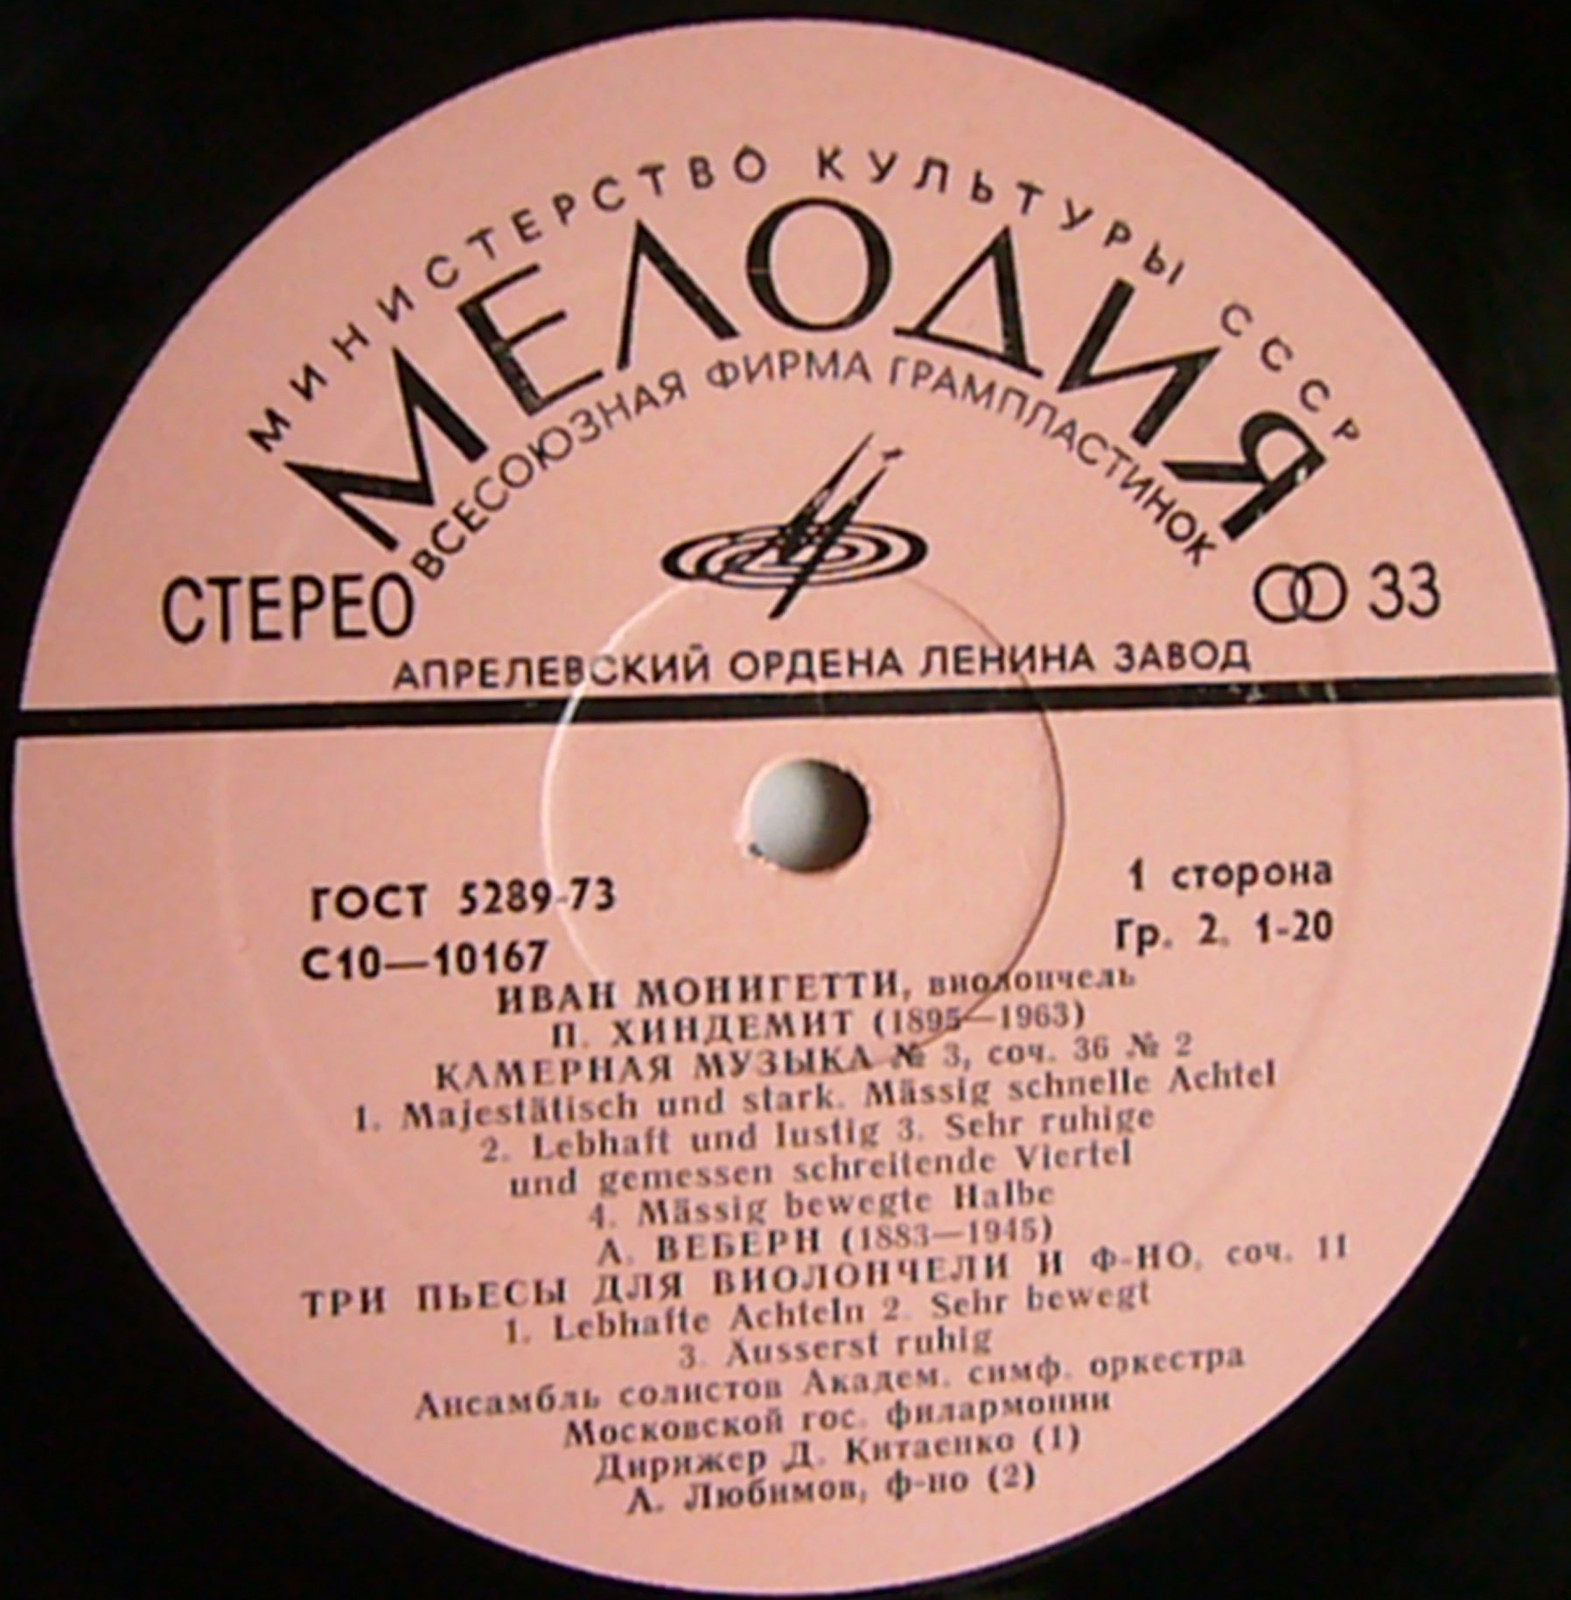 МИНИСТЕРСТВО КУЛЬТУРЫ СССР
МЕЛОДИЯ
ВСЕСОЮЗНАЯ ФИРМА ГРАМПЛАСТИНОК
СТЕРЕО
33
АПРЕЛЕВСКИЙ ОРДЕНА ЛЕНИНА ЗАВОД
ГОСТ 5289-73
1 сторона
С10—10167
Гр. 2. 1-20
ИВАН МОНИГЕТТИ, виолончель
П. ХИНДЕМИТ (1895—1963)
КАМЕРНАЯ МУЗЫКА № 3, соч. 36 № 2
1. Majestätisch und stark. Mässig schnelle Achtel
2. Lebhaft und lustig 3. Sehr ruhige
und gemessen schreitende Viertel
4. Mässig bewegte Halbe
А. ВЕБЕРН (1883—1945)
ТРИ ПЬЕСЫ ДЛЯ ВИОЛОНЧЕЛИ И Ф-НО, соч. 11
1. Lebhafte Achteln 2. Sehr bewegt
3. Äusserst ruhig
Ансамбль солистов Академ. симф. оркестра
Московской гос. филармонии
Дирижер Д. Китаенко (1)
А. Любимов, ф-но (2)